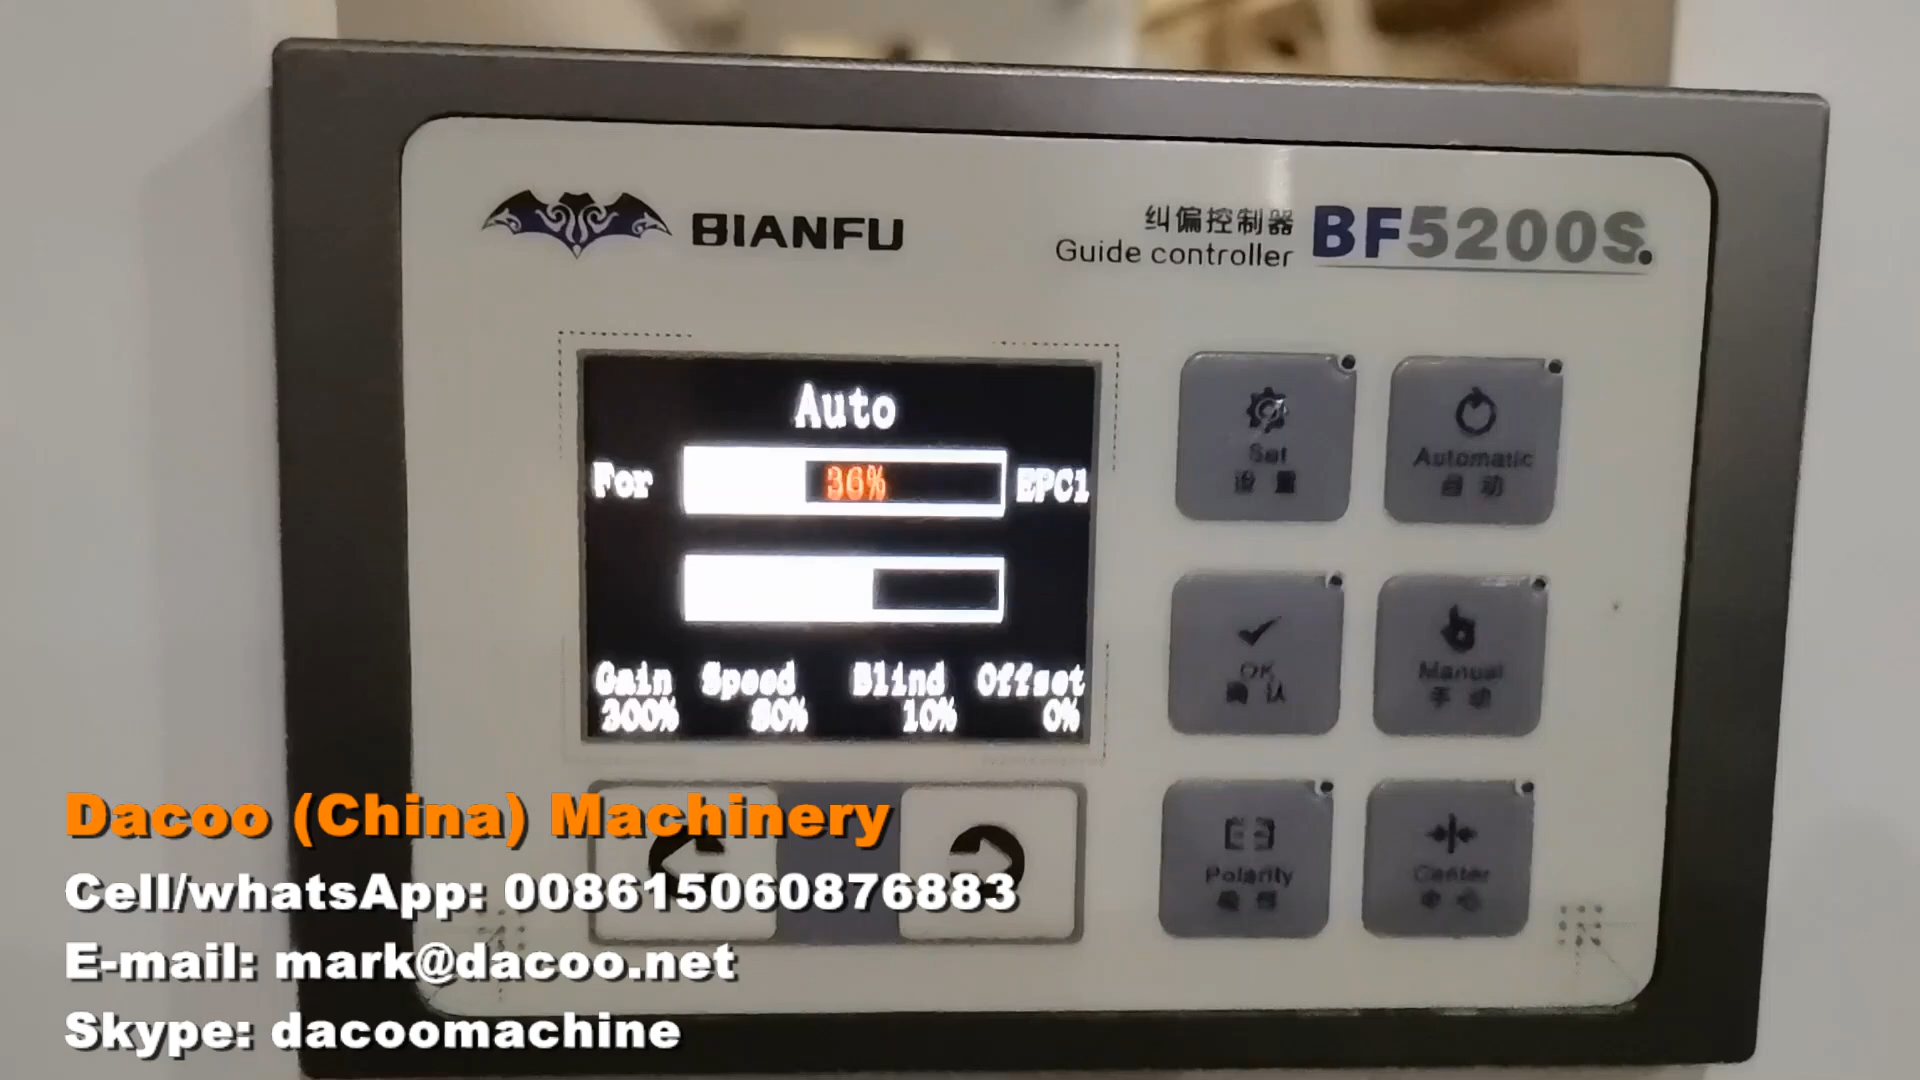 BIANFU
纠偏控制器
Guide controller
BF5200S
Auto
For
36%
EPC1
Gain Speed Blind Offset
300% 80% 10% 0%
Set
设 置
Automatic
自 动
OK
确 认
Manual
手 动
Polarity
极 性
Center
中 心
Dacoo (China) Machinery
Cell/whatsApp: 008615060876883
E-mail: mark@dacoo.net
Skype: dacoomachine